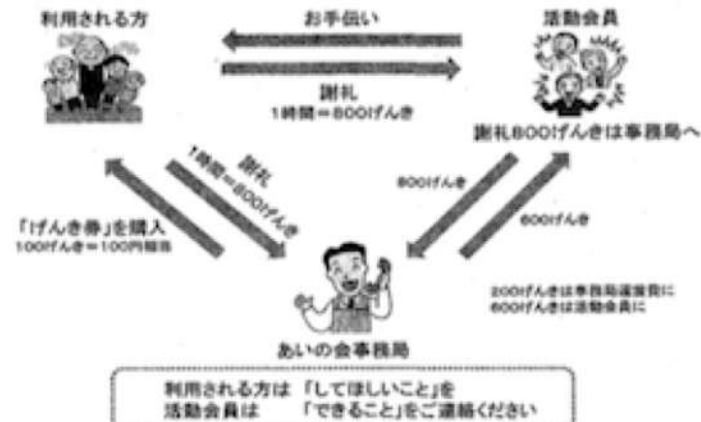 利用される方
お手伝い
活動会員
謝礼
1時間=800げんき
謝礼800げんきは事務局へ
謝礼
1時間=800げんき
800げんき
600げんき
「げんき券」を購入
100げんき=100円相当
200げんきは事務局運営費に
600げんきは活動会員に
あいの会事務局
利用される方は 「してほしいこと」を
活動会員は 「できること」をご連絡ください